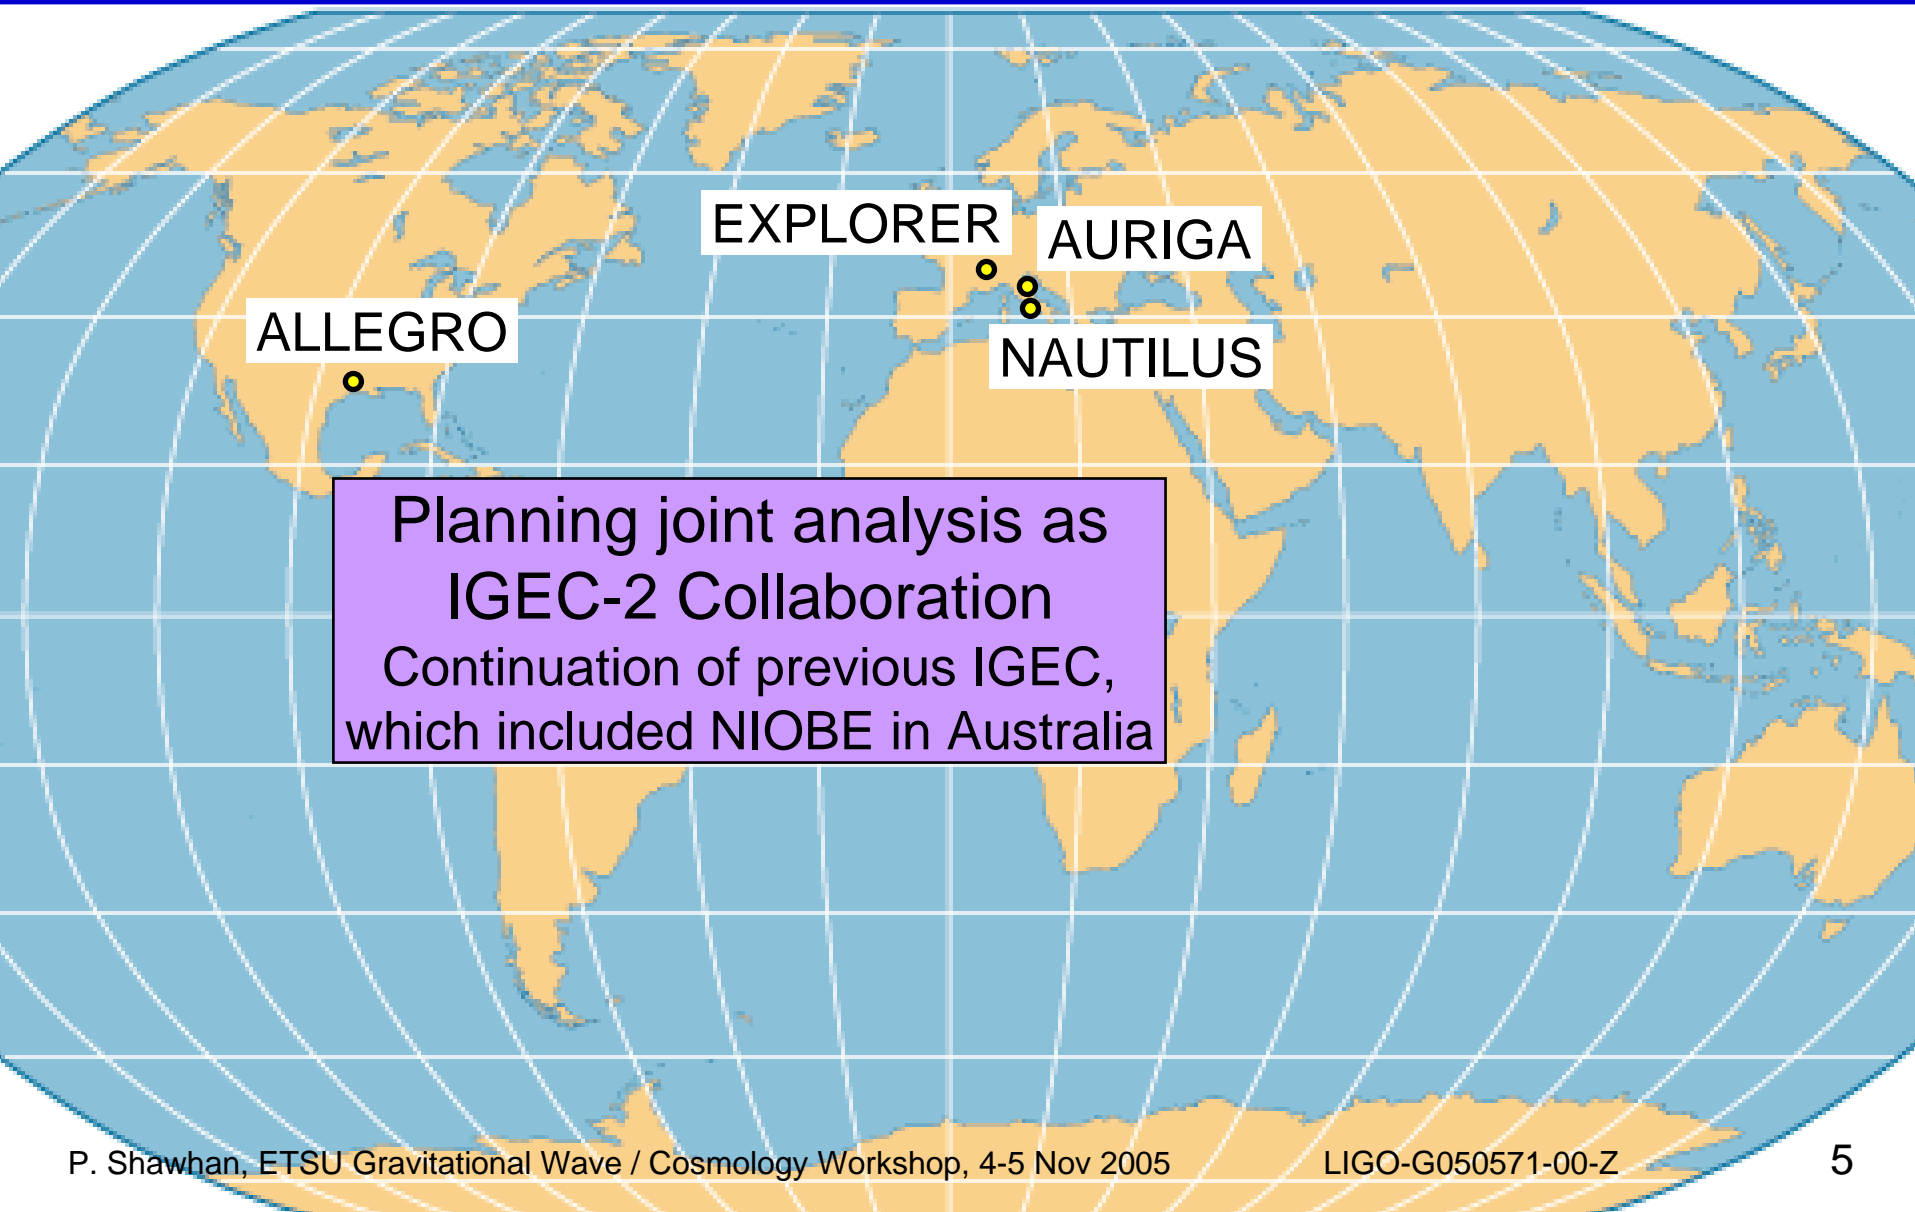 EXPLORER
AURIGA
ALLEGRO
NAUTILUS
Planning joint analysis as
IGEC-2 Collaboration
Continuation of previous IGEC,
which included NIOBE in Australia
P. Shawhan, ETSU Gravitational Wave / Cosmology Workshop, 4-5 Nov 2005
LIGO-G050571-00-Z
5